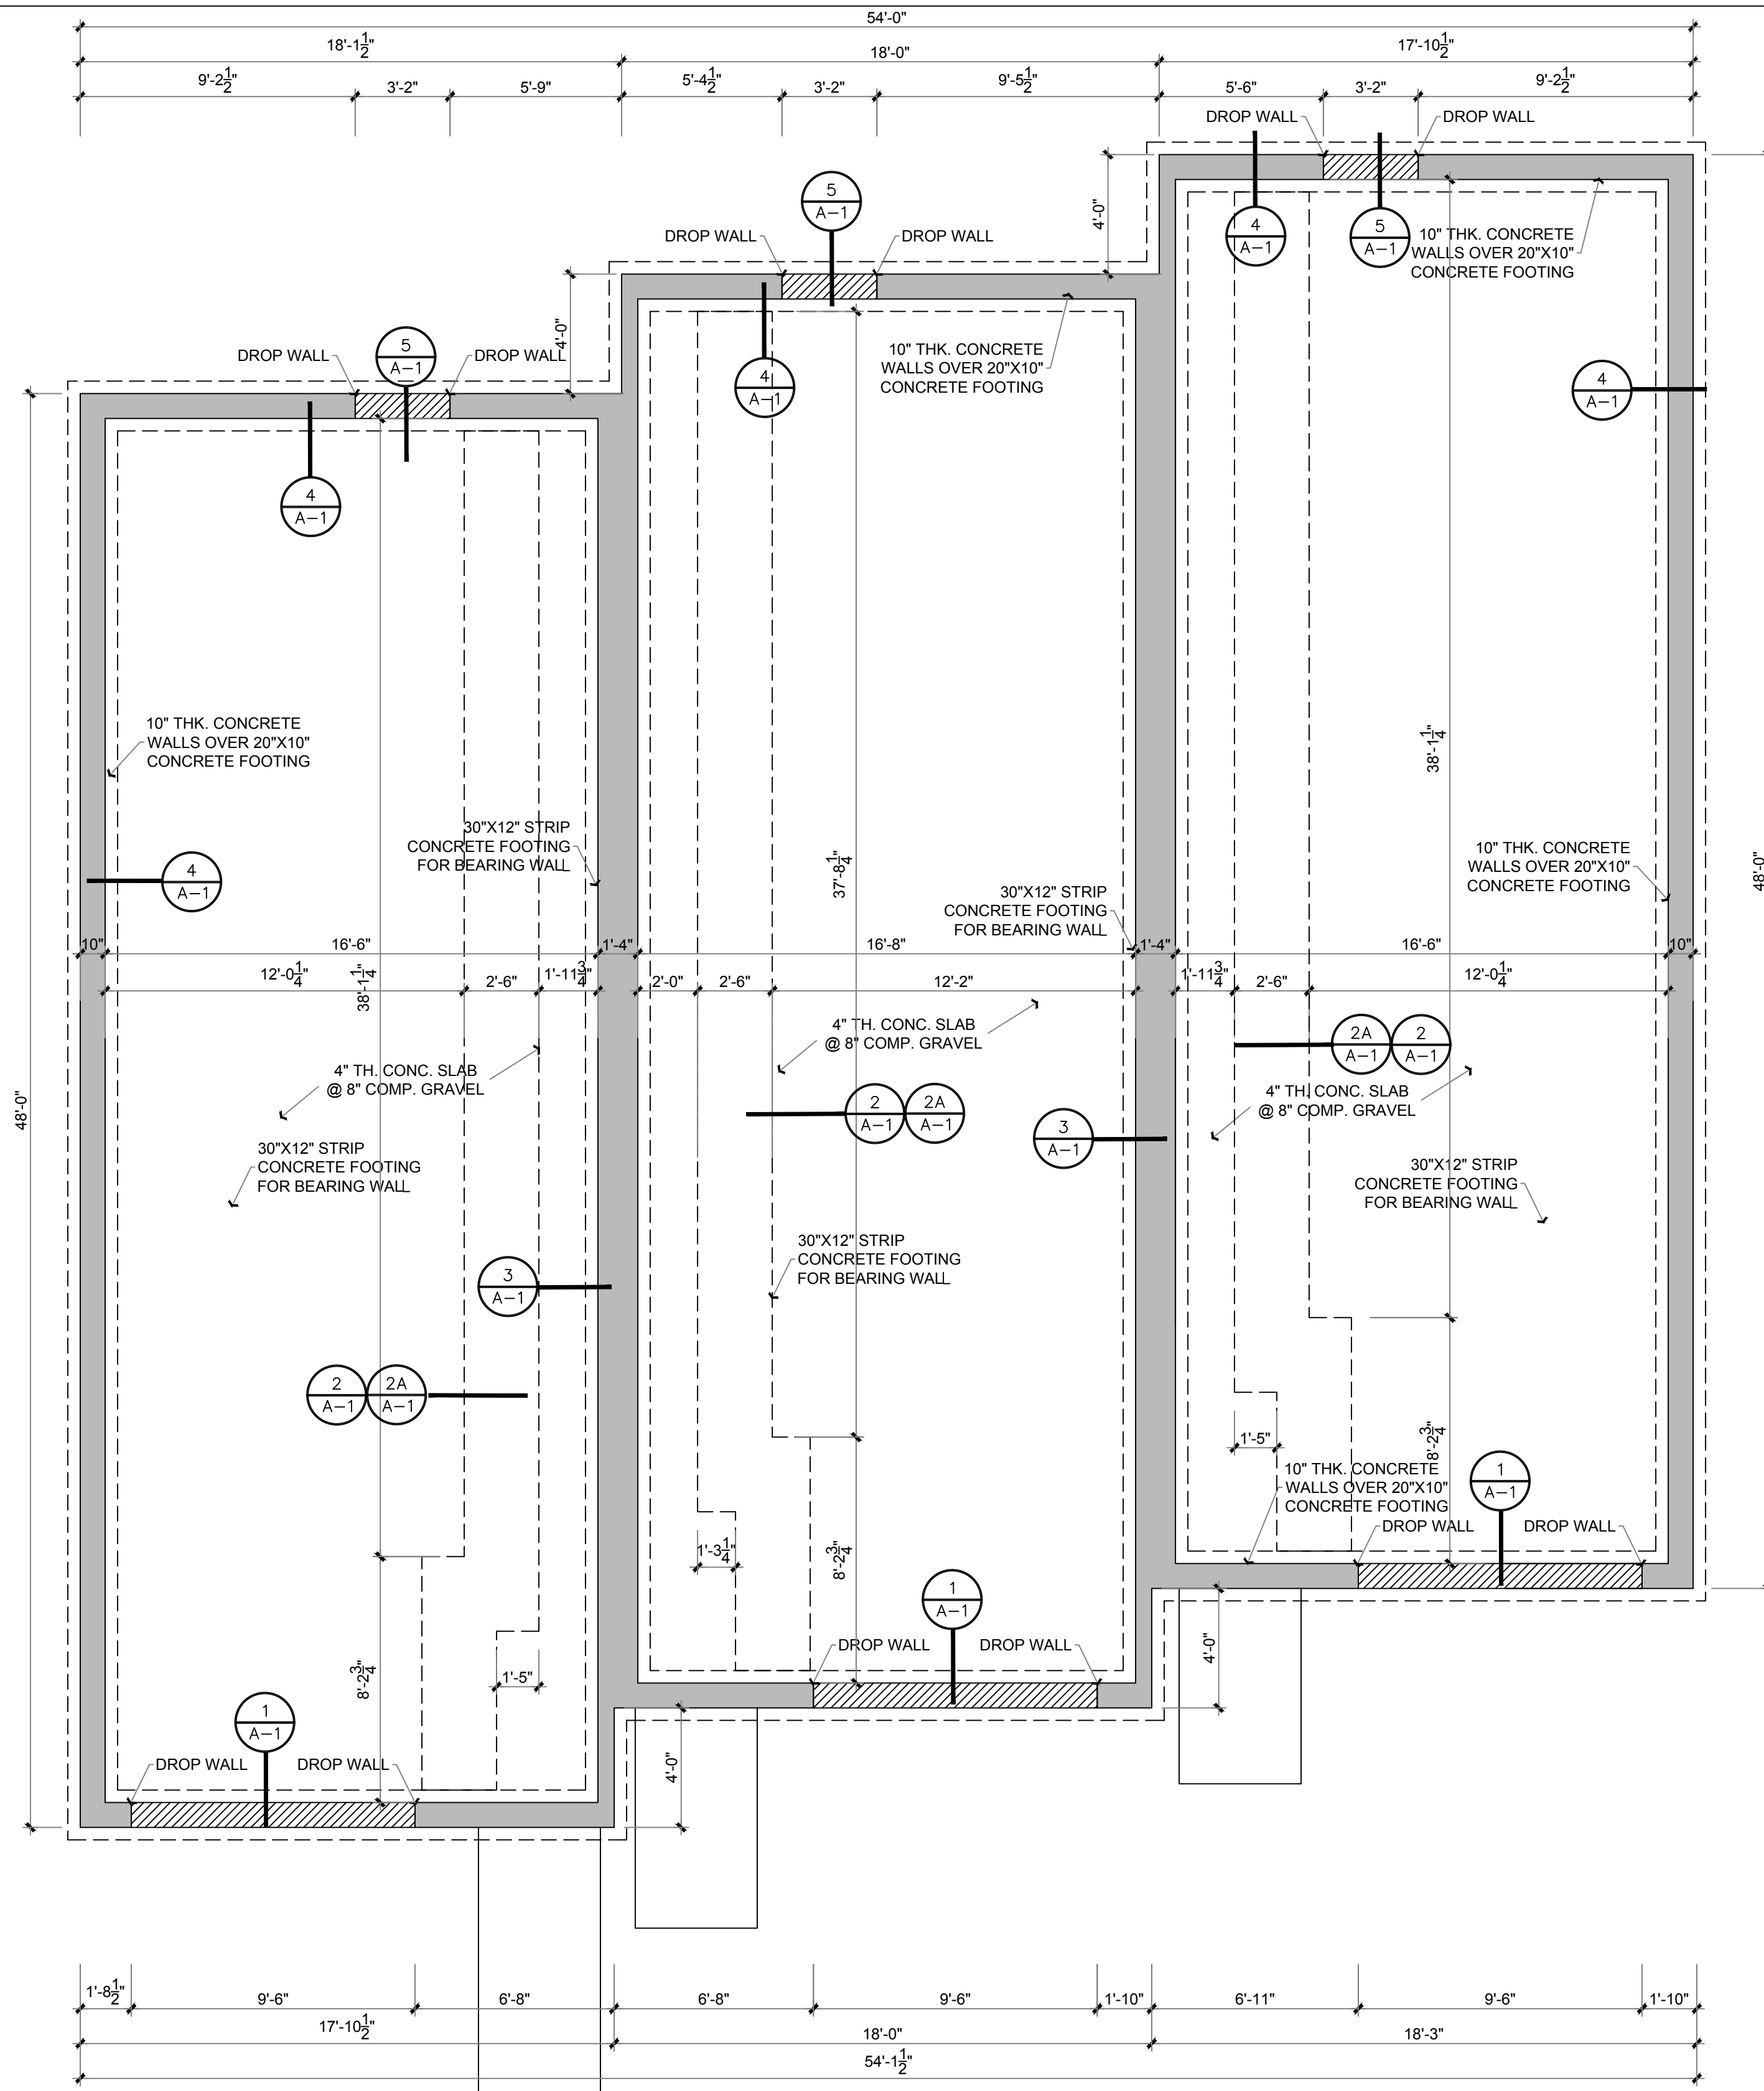 54'-0"
18'-1 1/2"
18'-0"
17'-10 1/2"
9'-2 1/2"
3'-2"
5'-9"
5'-4 1/2"
3'-2"
9'-5 1/2"
5'-6"
3'-2"
9'-2 1/2"
DROP WALL
DROP WALL
4'-0"
5
A-1
DROP WALL
DROP WALL
4
A-1
5
A-1
10" THK. CONCRETE
WALLS OVER 20"X10"
CONCRETE FOOTING
4'-0"
5
A-1
DROP WALL
DROP WALL
4
A-1
10" THK. CONCRETE
WALLS OVER 20"X10"
CONCRETE FOOTING
4
A-1
4
A-1
10" THK. CONCRETE
WALLS OVER 20"X10"
CONCRETE FOOTING
38'-1 1/4"
30"X12" STRIP
CONCRETE FOOTING
FOR BEARING WALL
37'-8 1/4"
10" THK. CONCRETE
WALLS OVER 20"X10"
CONCRETE FOOTING
48'-0"
4
A-1
30"X12" STRIP
CONCRETE FOOTING
FOR BEARING WALL
10"
16'-6"
1'-4"
16'-8"
1'-4"
16'-6"
10"
12'-0 1/4"
38'-1 1/4"
2'-6"
1'-11 3/4"
2'-0"
2'-6"
12'-2"
1'-11 3/4"
2'-6"
12'-0 1/4"
4" TH. CONC. SLAB
@ 8" COMP. GRAVEL
2A
A-1
2
A-1
4" TH. CONC. SLAB
@ 8" COMP. GRAVEL
4" TH. CONC. SLAB
@ 8" COMP. GRAVEL
48'-0"
2
A-1
2A
A-1
3
A-1
30"X12" STRIP
CONCRETE FOOTING
FOR BEARING WALL
30"X12" STRIP
CONCRETE FOOTING
FOR BEARING WALL
30"X12" STRIP
CONCRETE FOOTING
FOR BEARING WALL
3
A-1
2
A-1
2A
A-1
1'-5"
8'-2 3/4"
10" THK. CONCRETE
WALLS OVER 20"X10"
CONCRETE FOOTING
1
A-1
DROP WALL
DROP WALL
1'-3 1/4"
8'-2 3/4"
1
A-1
DROP WALL
DROP WALL
4'-0"
8'-2 3/4"
1'-5"
1
A-1
DROP WALL
DROP WALL
4'-0"
1'-8 1/2"
9'-6"
6'-8"
6'-8"
9'-6"
1'-10"
6'-11"
9'-6"
1'-10"
17'-10 1/2"
18'-0"
18'-3"
54'-1 1/2"